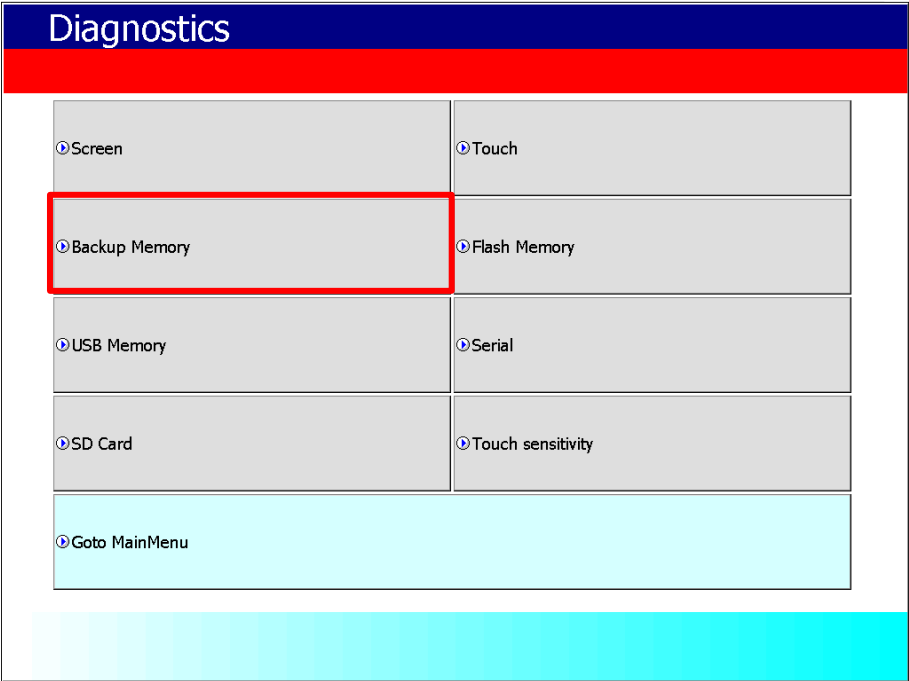 Diagnostics
Screen
Touch
Backup Memory
Flash Memory
USB Memory
Serial
SD Card
Touch sensitivity
Goto MainMenu